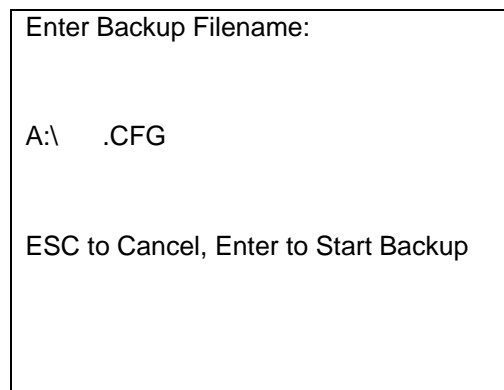 Enter Backup Filename:
A:\ .CFG
ESC to Cancel, Enter to Start Backup